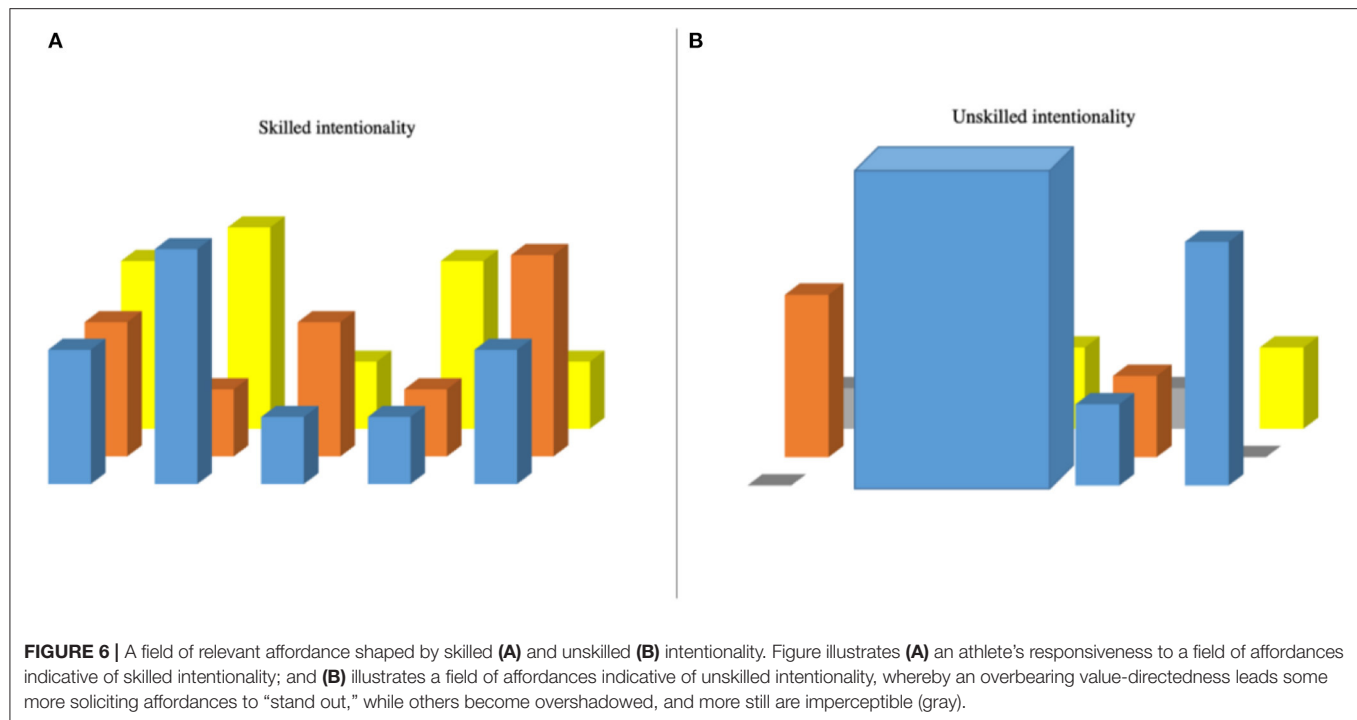 A
B
Skilled intentionality
Unskilled intentionality
FIGURE 6 | A field of relevant affordance shaped by skilled (A) and unskilled (B) intentionality. Figure illustrates (A) an athlete's responsiveness to a field of affordances
indicative of skilled intentionality; and (B) illustrates a field of affordances indicative of unskilled intentionality, whereby an overbearing value-directedness leads some
more soliciting affordances to “stand out,” while others become overshadowed, and more still are imperceptible (gray).